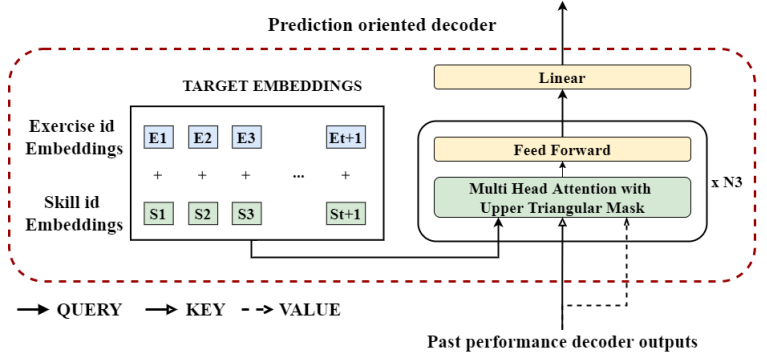 Prediction oriented decoder
Linear
TARGET EMBEDDINGS
Exercise id
Embeddings
E1 E2 E3 Et+1
Feed Forward
+ + + ... +
Multi Head Attention with
Upper Triangular Mask
x N3
Skill id
Embeddings
S1 S2 S3 St+1
QUERY KEY VALUE
Past performance decoder outputs